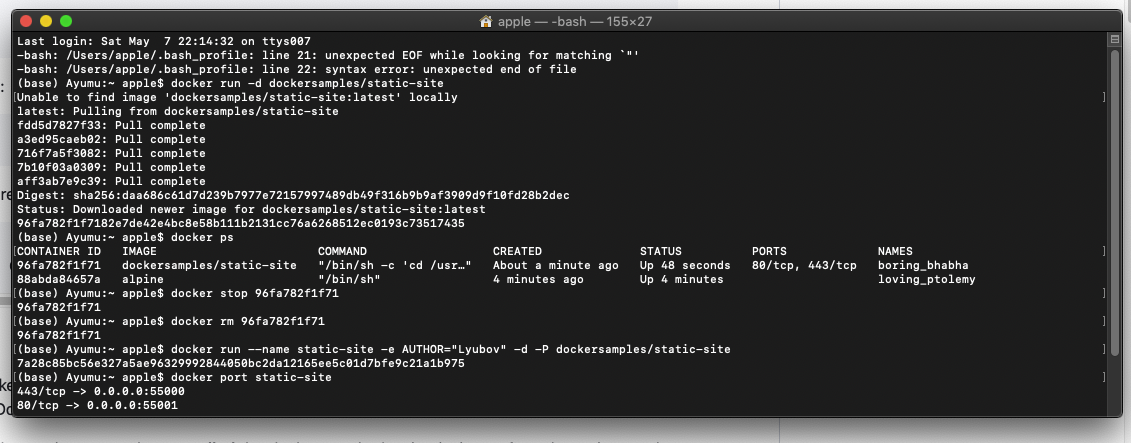 apple — -bash — 155×27
Last login: Sat May  7 22:14:32 on ttys007
-bash: /Users/apple/.bash_profile: line 21: unexpected EOF while looking for matching `"'
-bash: /Users/apple/.bash_profile: line 22: syntax error: unexpected end of file
(base) Ayumu:~ apple$ docker run -d dockersamples/static-site
[Unable to find image 'dockersamples/static-site:latest' locally ]
latest: Pulling from dockersamples/static-site
fdd5d7827f33: Pull complete
a3ed95caeb02: Pull complete
716f7a5f3082: Pull complete
7b10f03a0309: Pull complete
aff3ab7e9c39: Pull complete
Digest: sha256:daa686c61d7d239b7977e72157997489db49f316b9b9af3909d9f10fd28b2dec
Status: Downloaded newer image for dockersamples/static-site:latest
96fa782f1f7182e7de42e4bc8e58b111b2131cc76a6268512ec0193c73517435
(base) Ayumu:~ apple$ docker ps
[CONTAINER ID   IMAGE                       COMMAND                  CREATED              STATUS          PORTS             NAMES ]
96fa782f1f71   dockersamples/static-site   "/bin/sh -c 'cd /usr…"   About a minute ago   Up 48 seconds   80/tcp, 443/tcp   boring_bhabha
88abda84657a   alpine                      "/bin/sh"                4 minutes ago        Up 4 minutes                      loving_ptolemy
[(base) Ayumu:~ apple$ docker stop 96fa782f1f71 ]
96fa782f1f71
[(base) Ayumu:~ apple$ docker rm 96fa782f1f71 ]
96fa782f1f71
[(base) Ayumu:~ apple$ docker run --name static-site -e AUTHOR="Lyubov" -d -P dockersamples/static-site ]
7a28c85bc56e327a5ae96329992844050bc2da12165ee5c01d7bfe9c21a1b975
[(base) Ayumu:~ apple$ docker port static-site ]
443/tcp -> 0.0.0.0:55000
80/tcp -> 0.0.0.0:55001